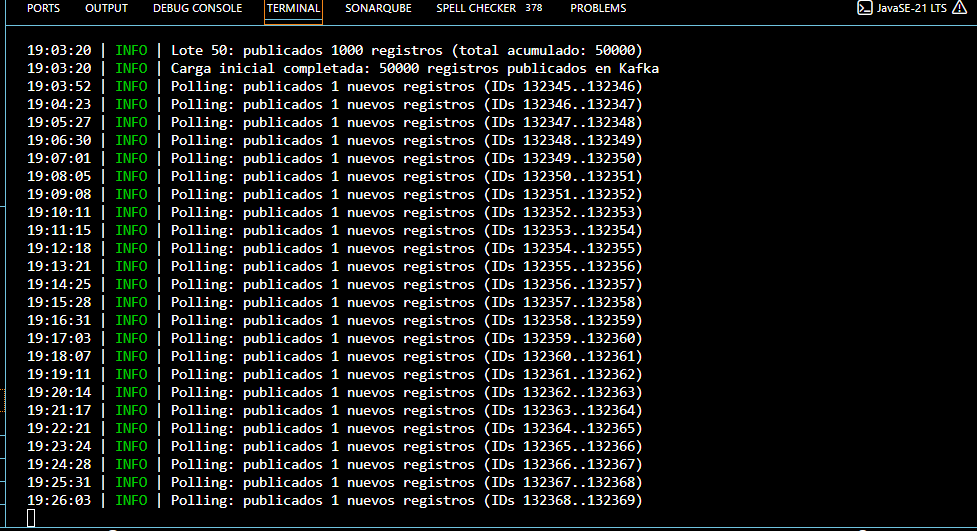 PORTS OUTPUT DEBUG CONSOLE TERMINAL SONARQUBE SPELL CHECKER 378 PROBLEMS JavaSE-21 LTS
19:03:20 | INFO | Lote 50: publicados 1000 registros (total acumulado: 50000)
19:03:20 | INFO | Carga inicial completada: 50000 registros publicados en Kafka
19:03:52 | INFO | Polling: publicados 1 nuevos registros (IDs 132345..132346)
19:04:23 | INFO | Polling: publicados 1 nuevos registros (IDs 132346..132347)
19:05:27 | INFO | Polling: publicados 1 nuevos registros (IDs 132347..132348)
19:06:30 | INFO | Polling: publicados 1 nuevos registros (IDs 132348..132349)
19:07:01 | INFO | Polling: publicados 1 nuevos registros (IDs 132349..132350)
19:08:05 | INFO | Polling: publicados 1 nuevos registros (IDs 132350..132351)
19:09:08 | INFO | Polling: publicados 1 nuevos registros (IDs 132351..132352)
19:10:11 | INFO | Polling: publicados 1 nuevos registros (IDs 132352..132353)
19:11:15 | INFO | Polling: publicados 1 nuevos registros (IDs 132353..132354)
19:12:18 | INFO | Polling: publicados 1 nuevos registros (IDs 132354..132355)
19:13:21 | INFO | Polling: publicados 1 nuevos registros (IDs 132355..132356)
19:14:25 | INFO | Polling: publicados 1 nuevos registros (IDs 132356..132357)
19:15:28 | INFO | Polling: publicados 1 nuevos registros (IDs 132357..132358)
19:16:31 | INFO | Polling: publicados 1 nuevos registros (IDs 132358..132359)
19:17:03 | INFO | Polling: publicados 1 nuevos registros (IDs 132359..132360)
19:18:07 | INFO | Polling: publicados 1 nuevos registros (IDs 132360..132361)
19:19:11 | INFO | Polling: publicados 1 nuevos registros (IDs 132361..132362)
19:20:14 | INFO | Polling: publicados 1 nuevos registros (IDs 132362..132363)
19:21:17 | INFO | Polling: publicados 1 nuevos registros (IDs 132363..132364)
19:22:21 | INFO | Polling: publicados 1 nuevos registros (IDs 132364..132365)
19:23:24 | INFO | Polling: publicados 1 nuevos registros (IDs 132365..132366)
19:24:28 | INFO | Polling: publicados 1 nuevos registros (IDs 132366..132367)
19:25:31 | INFO | Polling: publicados 1 nuevos registros (IDs 132367..132368)
19:26:03 | INFO | Polling: publicados 1 nuevos registros (IDs 132368..132369)